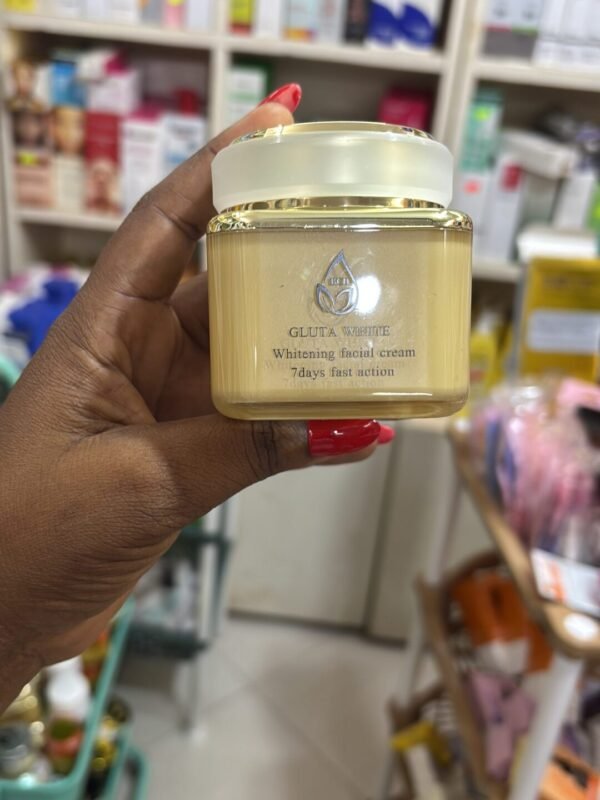 GLUTA WHITE
Whitening facial cream
7days fast action